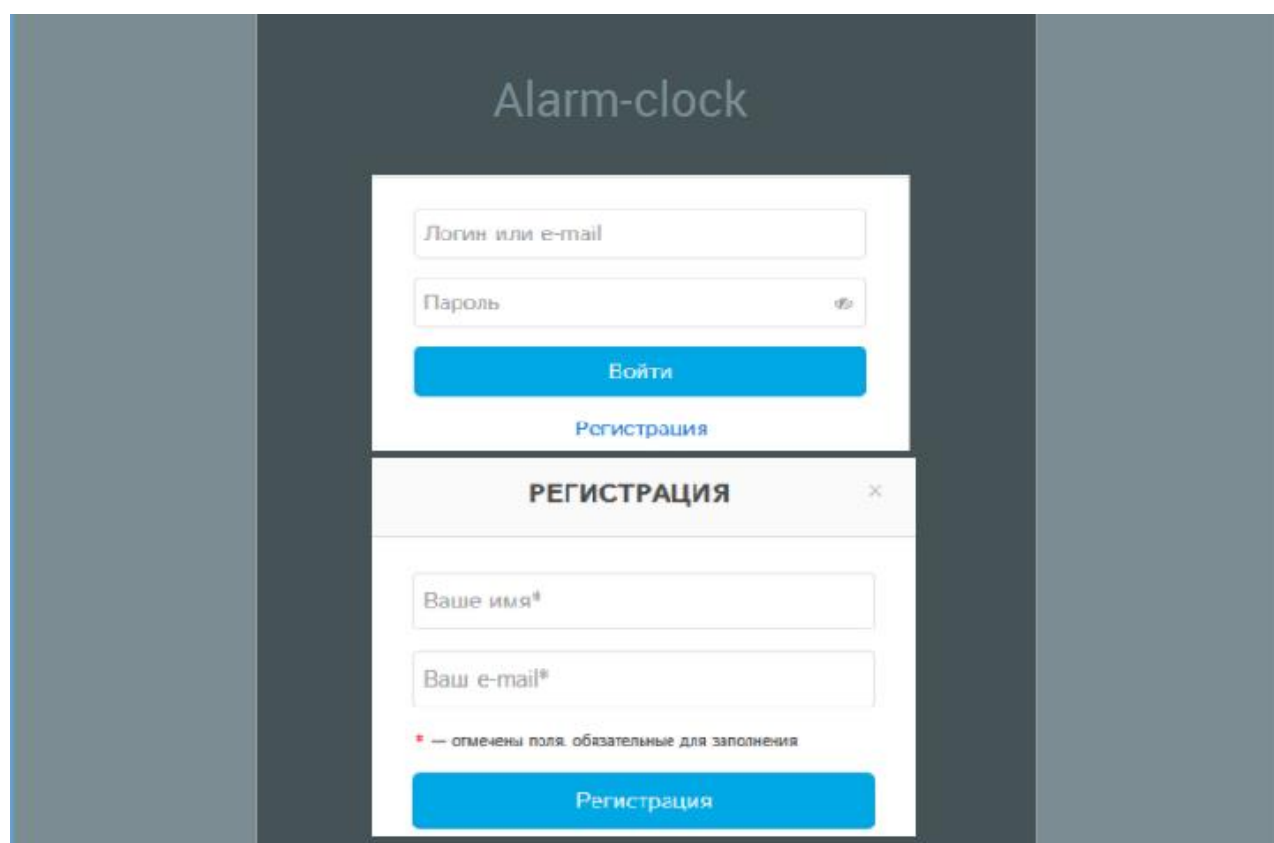 Alarm-clock
Логин или e-mail
Пароль
Войти
Регистрация
РЕГИСТРАЦИЯ ×
Ваше имя*
Ваш e-mail*
* — отмечены поля, обязательные для заполнения
Регистрация